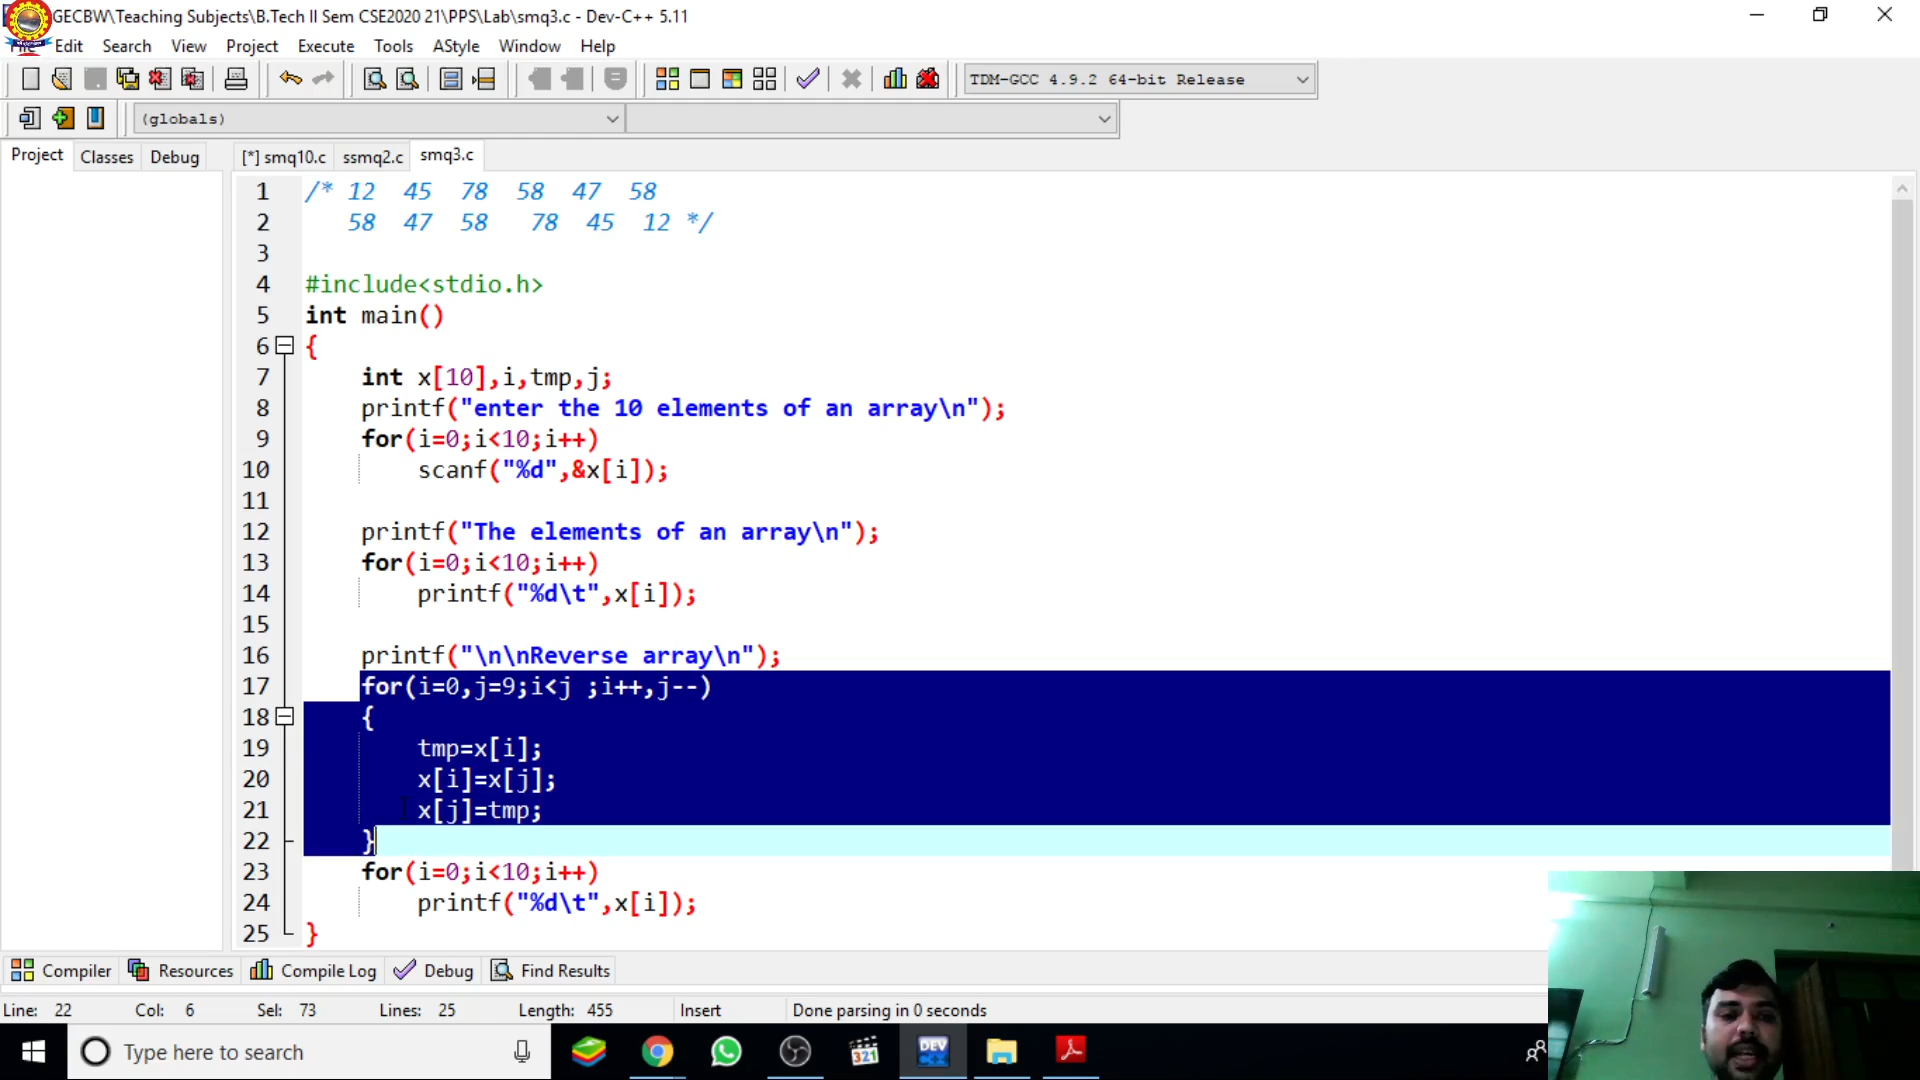 GECBW\Teaching Subjects\B.Tech II Sem CSE2020 21\PPS\Lab\smq3.c - Dev-C++ 5.11
Edit Search View Project Execute Tools AStyle Window Help
TDM-GCC 4.9.2 64-bit Release
(globals)
Project Classes Debug [*] smq10.c ssmq2.c smq3.c
1 /* 12 45 78 58 47 58
2 58 47 58 78 45 12 */
3
4 #include<stdio.h>
5 int main()
6 {
7 int x[10],i,tmp,j;
8 printf("enter the 10 elements of an array\n");
9 for(i=0;i<10;i++)
10 scanf("%d",&x[i]);
11
12 printf("The elements of an array\n");
13 for(i=0;i<10;i++)
14 printf("%d\t",x[i]);
15
16 printf("\n\nReverse array\n");
17 for(i=0,j=9;i<j ;i++,j--)
18 {
19 tmp=x[i];
20 x[i]=x[j];
21 x[j]=tmp;
22 }
23 for(i=0;i<10;i++)
24 printf("%d\t",x[i]);
25 }
Compiler Resources Compile Log Debug Find Results
Line: 22 Col: 6 Sel: 73 Lines: 25 Length: 455 Insert Done parsing in 0 seconds
Type here to search
321
DEV
C++